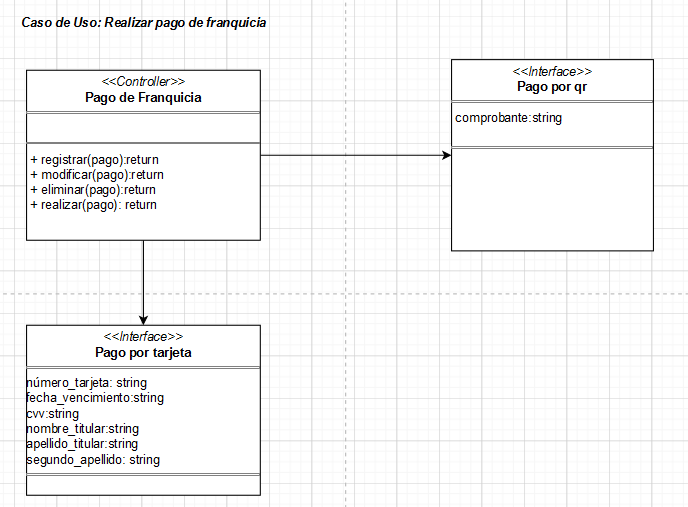 Caso de Uso: Realizar pago de franquicia
<<Controller>>
Pago de Franquicia
+ registrar(pago):return
+ modificar(pago):return
+ eliminar(pago):return
+ realizar(pago): return
<<Interface>>
Pago por qr
comprobante:string
<<Interface>>
Pago por tarjeta
número_tarjeta: string
fecha_vencimiento:string
cvv:string
nombre_titular:string
apellido_titular:string
segundo_apellido: string